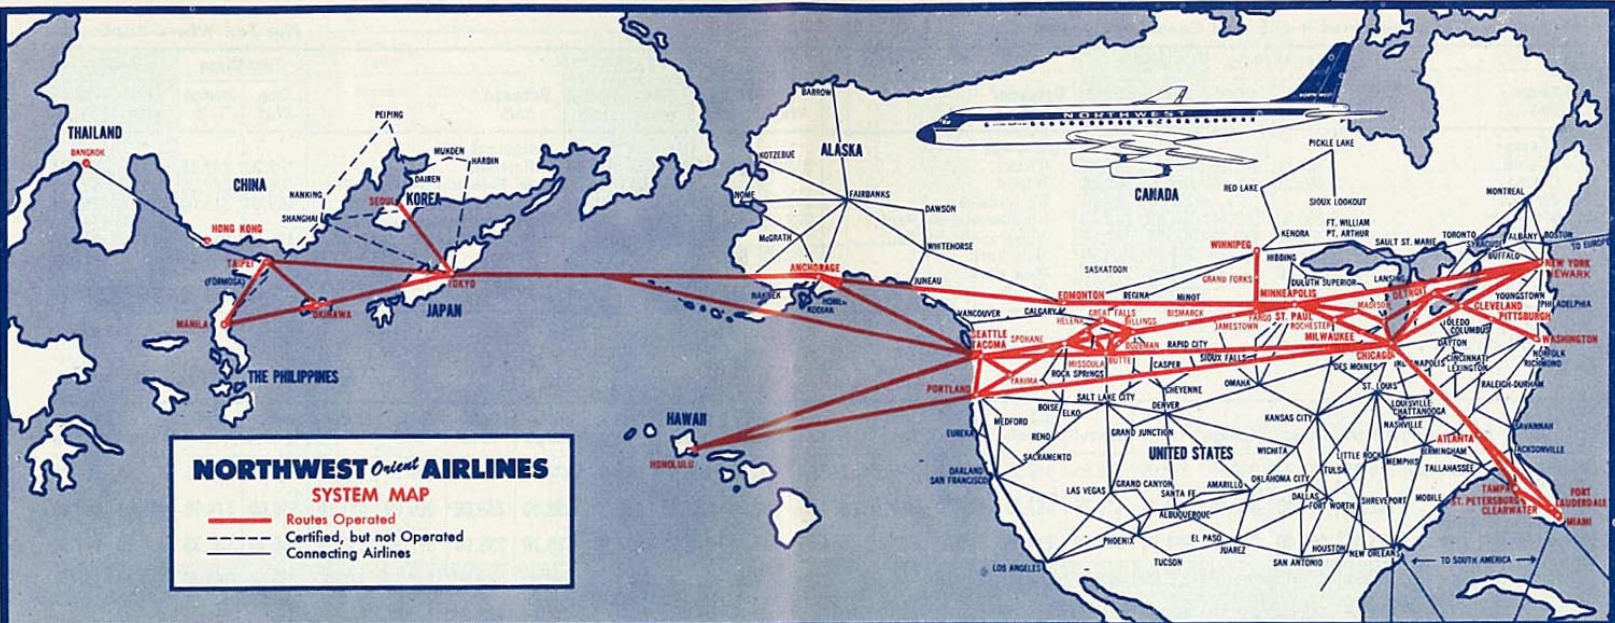 THAILAND
BANGKOK
CHINA
HONG KONG
PEIPING
MUKDEN
HARDIN
DAIREN
NANKING
SHANGHAI
SEOUL
KOREA
TAIPEI
(FORMOSA)
OKINAWA
TOKYO
JAPAN
MANILA
THE PHILIPPINES
HAWAII
HONOLULU
NORTHWEST Orient AIRLINES
SYSTEM MAP
Routes Operated
Certified, but not Operated
Connecting Airlines
BARROW
KOTZEBUE
ALASKA
NOME
FAIRBANKS
McGRATH
DAWSON
WHITEHORSE
ANCHORAGE
JUNEAU
NAKNEK
HOMER
KODIAK
NORTHWEST
CANADA
PICKLE LAKE
RED LAKE
SIOUX LOOKOUT
FT. WILLIAM
PT. ARTHUR
KENORA
WINNIPEG
SASKATOON
EDMONTON
REGINA
CALGARY
VANCOUVER
MONTREAL
TORONTO
SAULT ST. MARIE
ALBANY
BOSTON
SYRACUSE
BUFFALO
TO EUROPE
NEW YORK
NEWARK
HIBBING
DULUTH SUPERIOR
GRAND FORKS
LANSING
DETROIT
YOUNGSTOWN
PHILADELPHIA
CLEVELAND
PITTSBURGH
MINOT
MINNEAPOLIS
ST. PAUL
FARGO
MADISON
ROCHESTER
MILWAUKEE
CHICAGO
BISMARCK
JAMESTOWN
GREAT FALLS
HELENA
BILLINGS
BOZEMAN
BUTTE
MISSOULA
SPOKANE
SEATTLE
TACOMA
YAKIMA
PORTLAND
RAPID CITY
SIOUX FALLS
CASPER
ROCK SPRINGS
CHEYENNE
OMAHA
DES MOINES
TOLEDO
COLUMBUS
DAYTON
INDIANAPOLIS
CINCINNATI
LEXINGTON
WASHINGTON
NORFOLK
RICHMOND
RALEIGH-DURHAM
ST. LOUIS
LOUISVILLE
CHATTANOOGA
NASHVILLE
KANSAS CITY
SALT LAKE CITY
BOISE
ELKO
DENVER
MEDFORD
EUREKA
RENO
GRAND JUNCTION
SACRAMENTO
UNITED STATES
WICHITA
LITTLE ROCK
TULSA
MEMPHIS
BIRMINGHAM
ATLANTA
SAVANNAH
JACKSONVILLE
TALLAHASSEE
OAKLAND
SAN FRANCISCO
LAS VEGAS
GRAND CANYON
SANTA FE
AMARILLO
OKLAHOMA CITY
ALBUQUERQUE
DALLAS
FORT WORTH
SHREVEPORT
MOBILE
TAMPA
ST. PETERSBURG
CLEARWATER
FORT
LAUDERDALE
MIAMI
PHOENIX
EL PASO
JUAREZ
TUCSON
HOUSTON
SAN ANTONIO
NEW ORLEANS
LOS ANGELES
TO SOUTH AMERICA